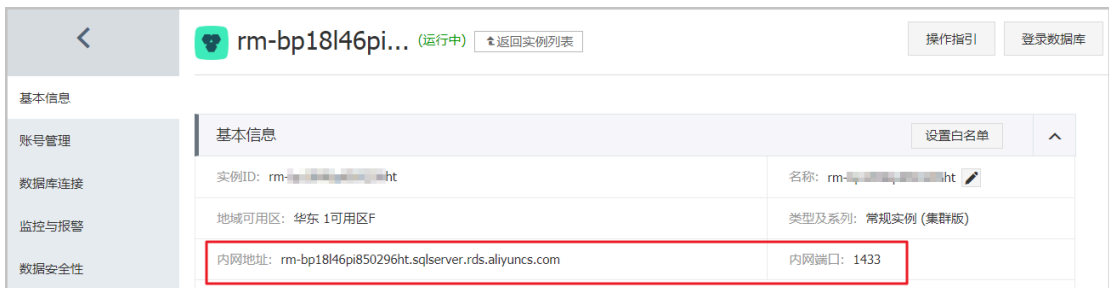 rm-bp18l46pi... (运行中) 返回实例列表 操作指引 登录数据库
基本信息
账号管理
数据库连接
监控与报警
数据安全性
基本信息 设置白名单
实例ID: rm- ht 名称: rm- ht
地域可用区: 华东 1可用区F 类型及系列: 常规实例 (集群版)
内网地址: rm-bp18l46pi850296ht.sqlserver.rds.aliyuncs.com 内网端口: 1433